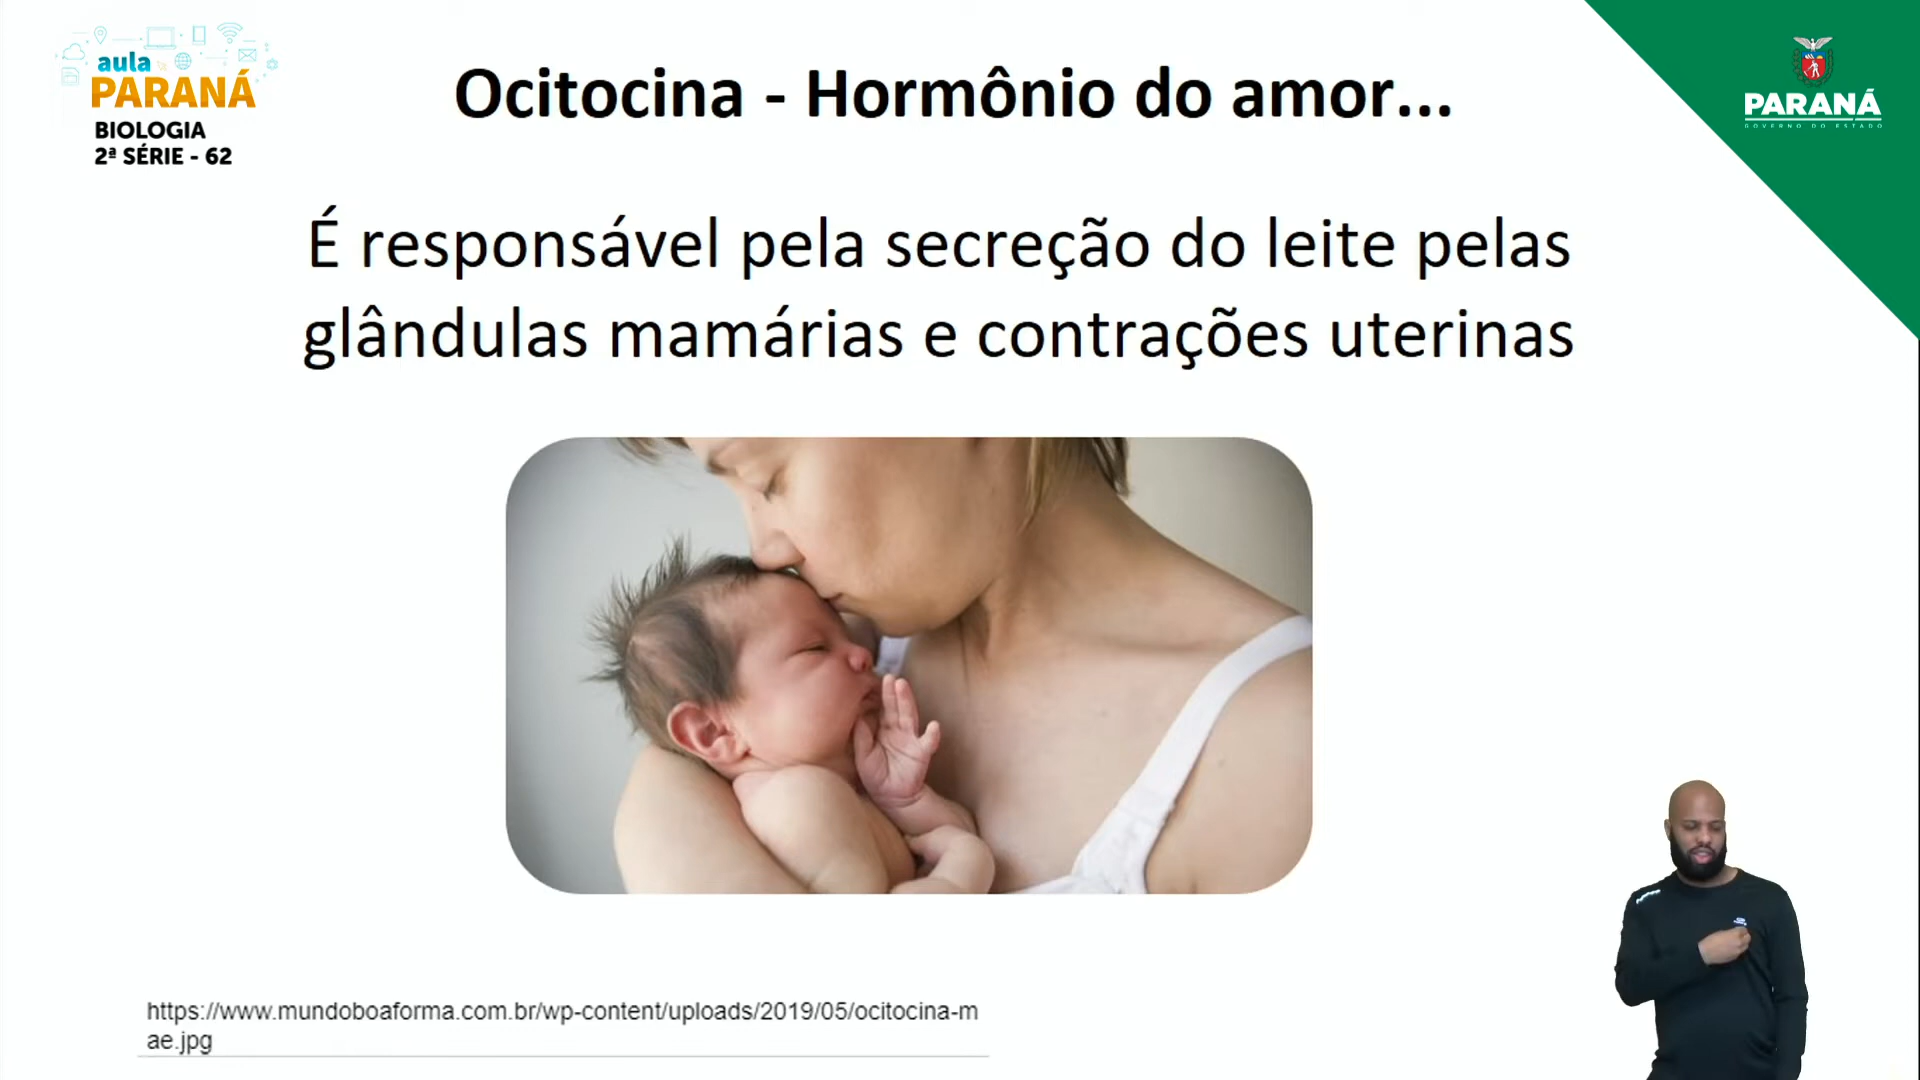 aula
PARANÁ
BIOLOGIA
2ª SÉRIE - 62
Ocitocina - Hormônio do amor...
PARANÁ
GOVERNO DO ESTADO
É responsável pela secreção do leite pelas
glândulas mamárias e contrações uterinas
https://www.mundoboaforma.com.br/wp-content/uploads/2019/05/ocitocina-m
ae.jpg